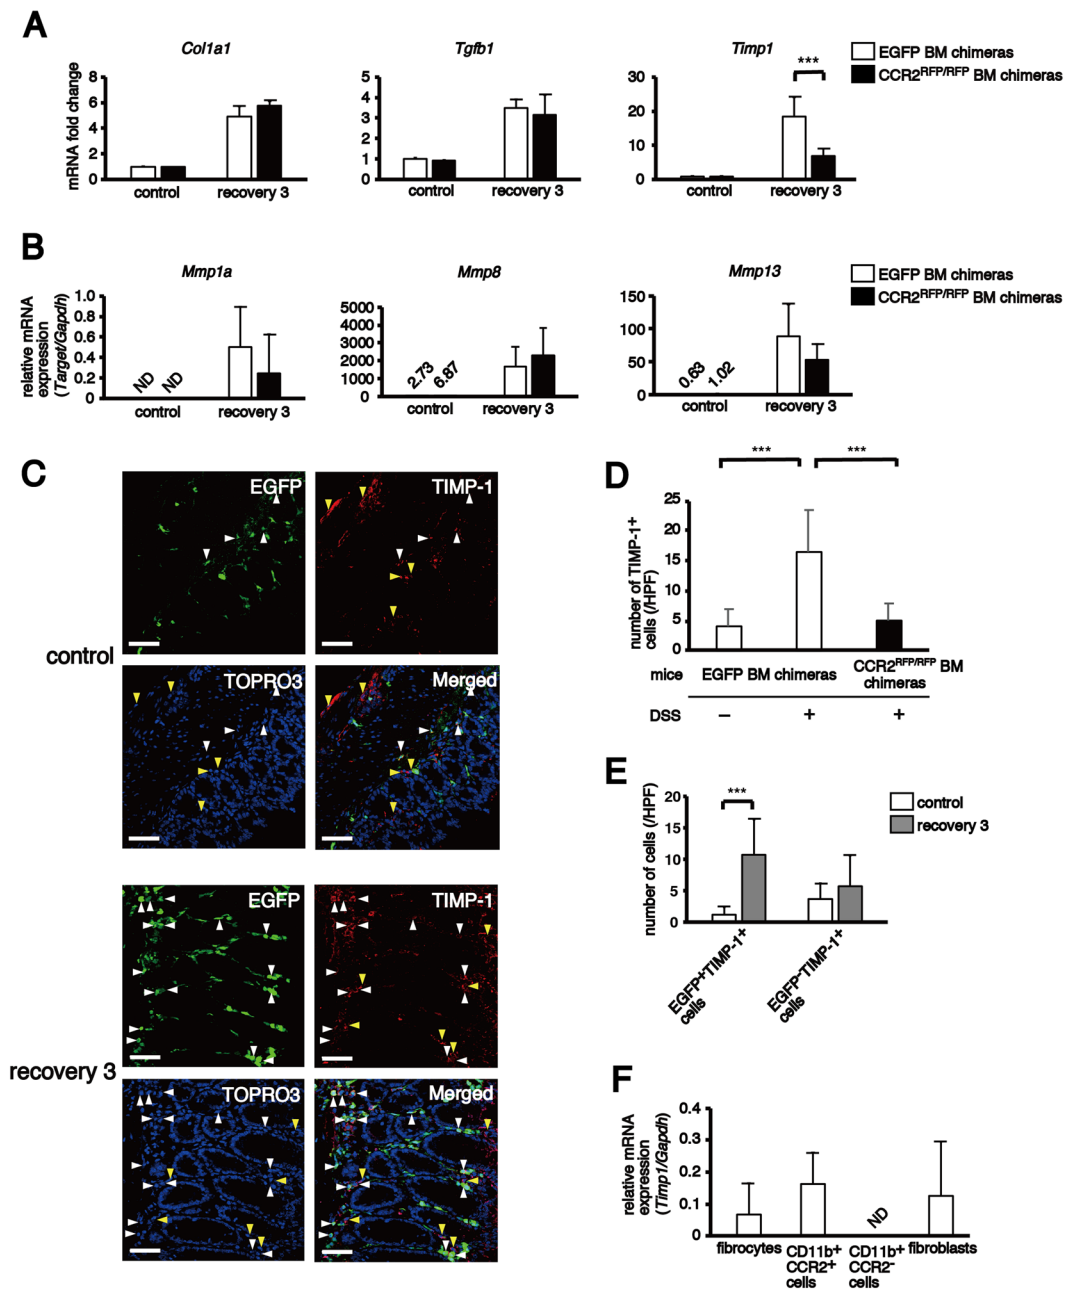 A
Col1a1
Tgfb1
Timp1
EGFP BM chimeras
CCR2RFP/RFP BM chimeras
***
mRNA fold change
8
6
4
2
0
control
recovery 3
5
4
3
2
1
0
control
recovery 3
30
20
10
0
control
recovery 3
B
Mmp1a
Mmp8
Mmp13
EGFP BM chimeras
CCR2RFP/RFP BM chimeras
relative mRNA
expression
(Target/Gapdh)
1.0
0.8
0.6
0.4
0.2
0
ND
ND
control
recovery 3
5000
4000
3000
2000
1000
0
2.73
6.87
control
recovery 3
150
100
50
0
0.63
1.02
control
recovery 3
C
control
EGFP
TIMP-1
TOPRO3
Merged
recovery 3
EGFP
TIMP-1
TOPRO3
Merged
D
***
***
number of TIMP-1+
cells (/HPF)
25
20
15
10
5
0
mice
EGFP BM chimeras
CCR2RFP/RFP BM
chimeras
DSS
−
+
+
E
***
control
recovery 3
number of cells (/HPF)
20
15
10
5
0
EGFP+TIMP-1+
cells
EGFP-TIMP-1+
cells
F
relative mRNA
expression
(Timp1/Gapdh)
0.4
0.3
0.2
0.1
0
ND
fibrocytes
CD11b+
CCR2+
cells
CD11b+
CCR2-
cells
fibroblasts